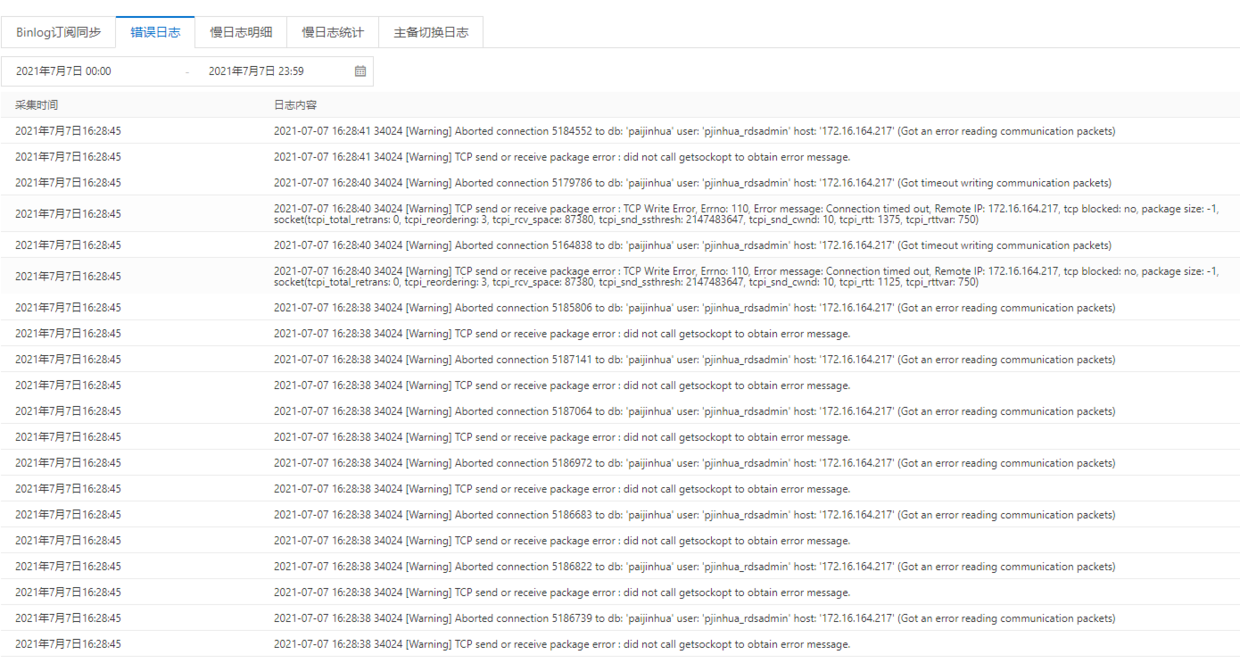 Binlog订阅同步 错误日志 慢日志明细 慢日志统计 主备切换日志
2021年7月7日 00:00 - 2021年7月7日 23:59
采集时间 日志内容
2021年7月7日16:28:45 2021-07-07 16:28:41 34024 [Warning] Aborted connection 5184552 to db: 'paijinhua' user: 'pjinhua_rdsadmin' host: '172.16.164.217' (Got an error reading communication packets)
2021年7月7日16:28:45 2021-07-07 16:28:41 34024 [Warning] TCP send or receive package error : did not call getsockopt to obtain error message.
2021年7月7日16:28:45 2021-07-07 16:28:40 34024 [Warning] Aborted connection 5179786 to db: 'paijinhua' user: 'pjinhua_rdsadmin' host: '172.16.164.217' (Got timeout writing communication packets)
2021年7月7日16:28:45 2021-07-07 16:28:40 34024 [Warning] TCP send or receive package error : TCP Write Error, Errno: 110, Error message: Connection timed out, Remote IP: 172.16.164.217, tcp blocked: no, package size: -1,
socket(tcpi_total_retrans: 0, tcpi_reordering: 3, tcpi_rcv_space: 87380, tcpi_snd_ssthresh: 2147483647, tcpi_snd_cwnd: 10, tcpi_rtt: 1375, tcpi_rttvar: 750)
2021年7月7日16:28:45 2021-07-07 16:28:40 34024 [Warning] Aborted connection 5164838 to db: 'paijinhua' user: 'pjinhua_rdsadmin' host: '172.16.164.217' (Got timeout writing communication packets)
2021年7月7日16:28:45 2021-07-07 16:28:40 34024 [Warning] TCP send or receive package error : TCP Write Error, Errno: 110, Error message: Connection timed out, Remote IP: 172.16.164.217, tcp blocked: no, package size: -1,
socket(tcpi_total_retrans: 0, tcpi_reordering: 3, tcpi_rcv_space: 87380, tcpi_snd_ssthresh: 2147483647, tcpi_snd_cwnd: 10, tcpi_rtt: 1125, tcpi_rttvar: 750)
2021年7月7日16:28:45 2021-07-07 16:28:38 34024 [Warning] Aborted connection 5185806 to db: 'paijinhua' user: 'pjinhua_rdsadmin' host: '172.16.164.217' (Got an error reading communication packets)
2021年7月7日16:28:45 2021-07-07 16:28:38 34024 [Warning] TCP send or receive package error : did not call getsockopt to obtain error message.
2021年7月7日16:28:45 2021-07-07 16:28:38 34024 [Warning] Aborted connection 5187141 to db: 'paijinhua' user: 'pjinhua_rdsadmin' host: '172.16.164.217' (Got an error reading communication packets)
2021年7月7日16:28:45 2021-07-07 16:28:38 34024 [Warning] TCP send or receive package error : did not call getsockopt to obtain error message.
2021年7月7日16:28:45 2021-07-07 16:28:38 34024 [Warning] Aborted connection 5187064 to db: 'paijinhua' user: 'pjinhua_rdsadmin' host: '172.16.164.217' (Got an error reading communication packets)
2021年7月7日16:28:45 2021-07-07 16:28:38 34024 [Warning] TCP send or receive package error : did not call getsockopt to obtain error message.
2021年7月7日16:28:45 2021-07-07 16:28:38 34024 [Warning] Aborted connection 5186972 to db: 'paijinhua' user: 'pjinhua_rdsadmin' host: '172.16.164.217' (Got an error reading communication packets)
2021年7月7日16:28:45 2021-07-07 16:28:38 34024 [Warning] TCP send or receive package error : did not call getsockopt to obtain error message.
2021年7月7日16:28:45 2021-07-07 16:28:38 34024 [Warning] Aborted connection 5186683 to db: 'paijinhua' user: 'pjinhua_rdsadmin' host: '172.16.164.217' (Got an error reading communication packets)
2021年7月7日16:28:45 2021-07-07 16:28:38 34024 [Warning] TCP send or receive package error : did not call getsockopt to obtain error message.
2021年7月7日16:28:45 2021-07-07 16:28:38 34024 [Warning] Aborted connection 5186822 to db: 'paijinhua' user: 'pjinhua_rdsadmin' host: '172.16.164.217' (Got an error reading communication packets)
2021年7月7日16:28:45 2021-07-07 16:28:38 34024 [Warning] TCP send or receive package error : did not call getsockopt to obtain error message.
2021年7月7日16:28:45 2021-07-07 16:28:38 34024 [Warning] Aborted connection 5186739 to db: 'paijinhua' user: 'pjinhua_rdsadmin' host: '172.16.164.217' (Got an error reading communication packets)
2021年7月7日16:28:45 2021-07-07 16:28:38 34024 [Warning] TCP send or receive package error : did not call getsockopt to obtain error message.